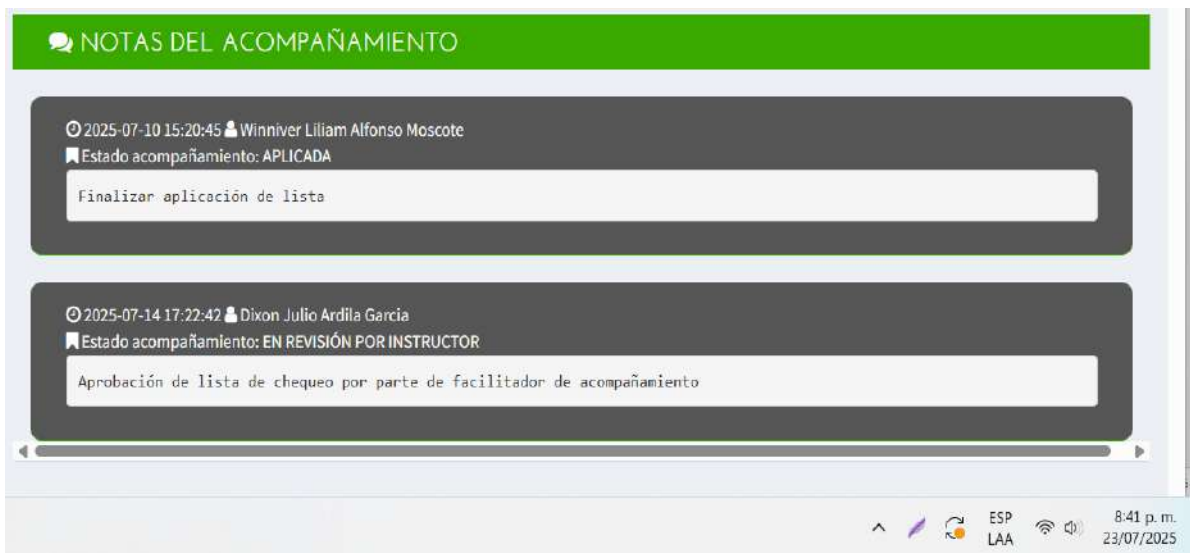 NOTAS DEL ACOMPAÑAMIENTO
2025-07-10 15:20:45 Winniver Liliam Alfonso Moscote
Estado acompañamiento: APLICADA
Finalizar aplicación de lista
2025-07-14 17:22:42 Dixon Julio Ardila Garcia
Estado acompañamiento: EN REVISIÓN POR INSTRUCTOR
Aprobación de lista de chequeo por parte de facilitador de acompañamiento
ESP
LAA
8:41 p. m.
23/07/2025